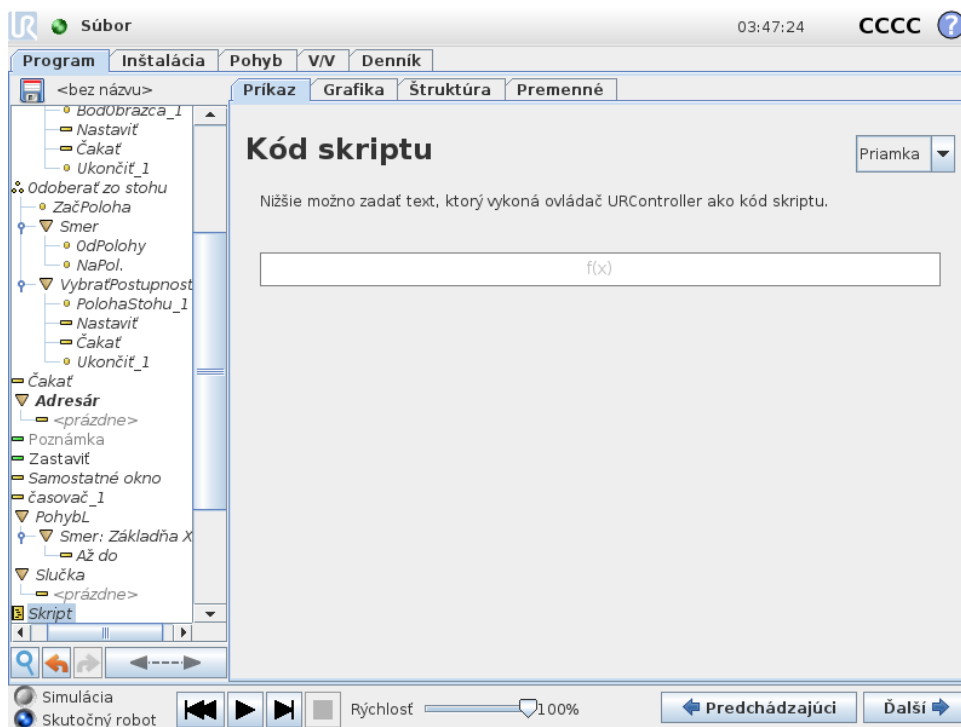 UR Súbor 03:47:24 CCCC ?
Program Inštalácia Pohyb V/V Denník
<bez názvu> Príkaz Grafika Štruktúra Premenné
BodObrazca_1
Nastaviť
Čakať
Ukončiť_1
Odoberať zo stohu
ZačPoloha
Smer
OdPolohy
NaPol.
VybraťPostupnost
PolohaStohu_1
Nastaviť
Čakať
Ukončiť_1
Čakať
Adresár
<prázdne>
Poznámka
Zastaviť
Samostatné okno
časovač_1
PohybL
Smer: Základňa X
Až do
Slučka
<prázdne>
Skript
Kód skriptu
Priamka
Nižšie možno zadať text, ktorý vykoná ovládač URController ako kód skriptu.
f(x)
Simulácia
Skutočný robot
Rýchlosť 100%
Predchádzajúci Ďalší